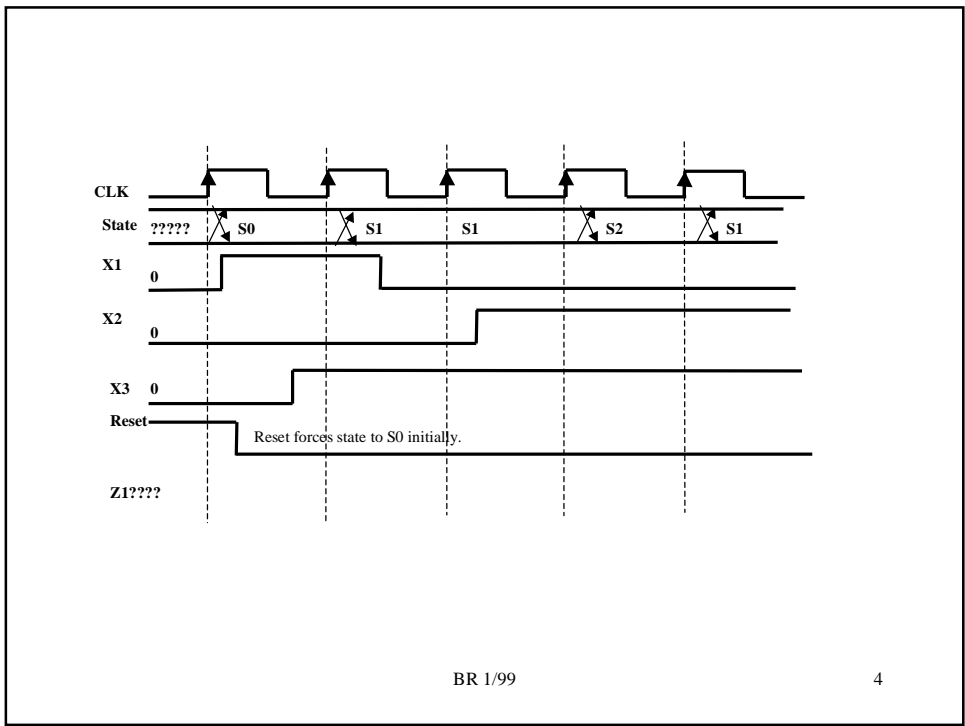 CLK
State ????? S0 S1 S1 S2 S1
X1
0
X2
0
X3 0
Reset
Reset forces state to S0 initially.
Z1????
BR 1/99 4